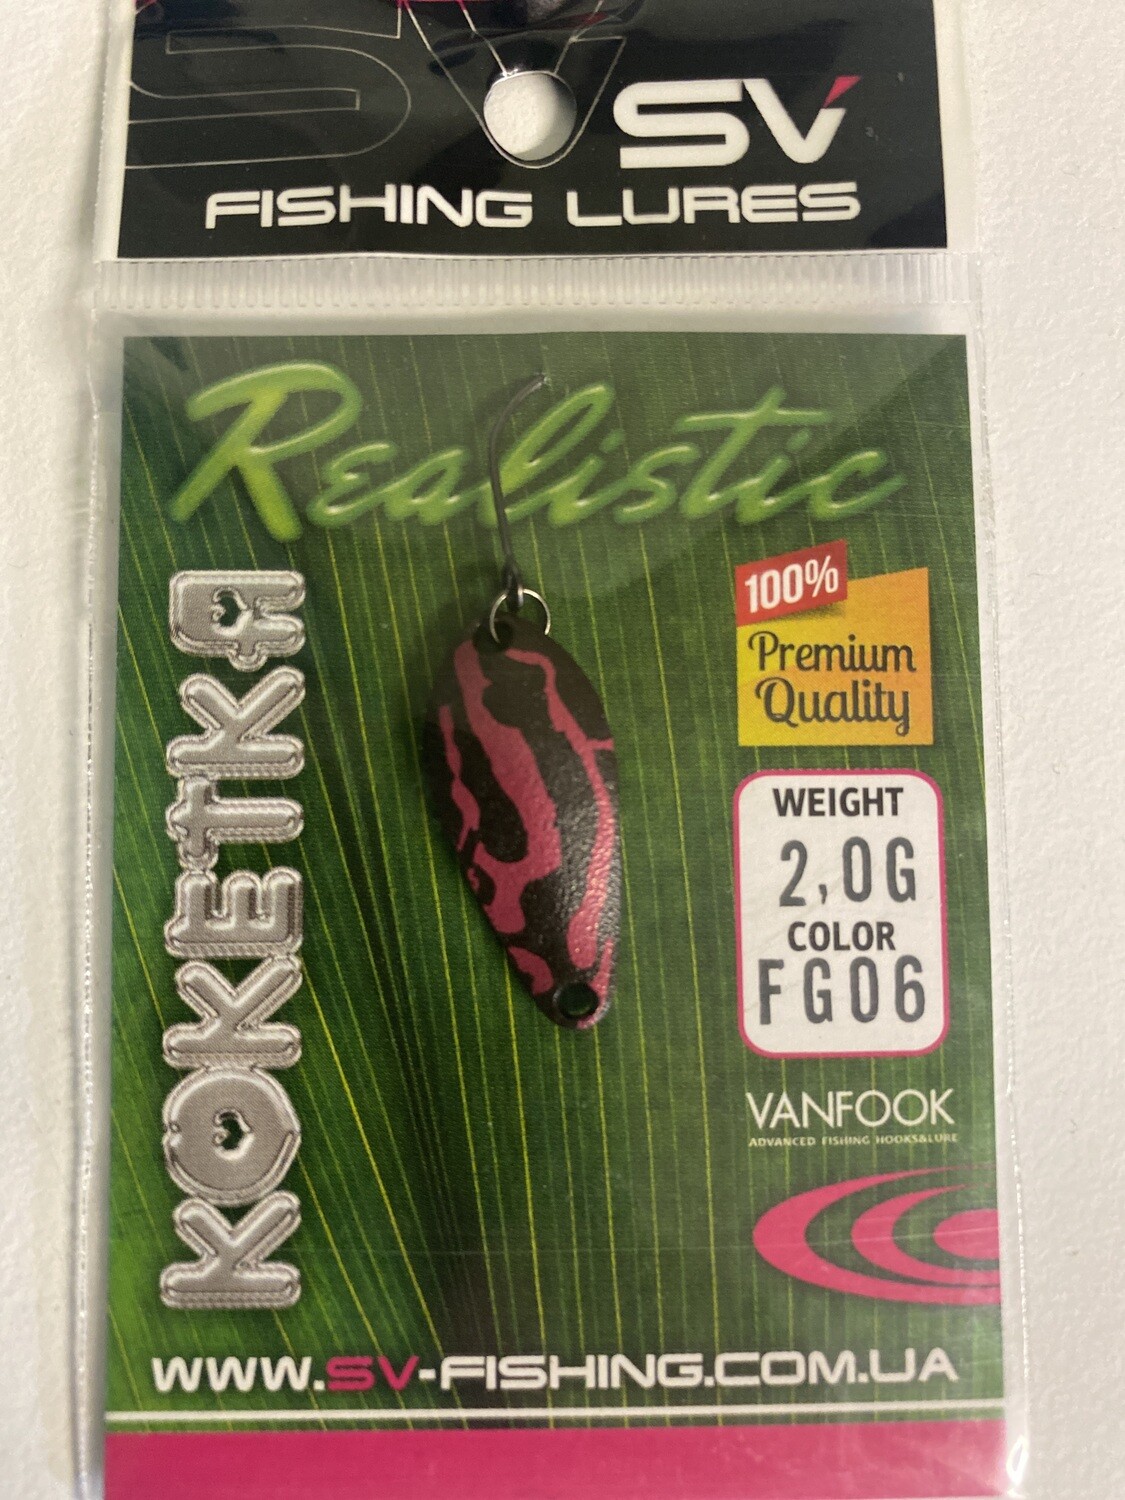 SV
FISHING LURES
Realistic
KOKETKA
100%
Premium
Quality
WEIGHT
2,0G
COLOR
FG06
VANFOOK
ADVANCED FISHING HOOKS&LURE
WWW.SV-FISHING.COM.UA